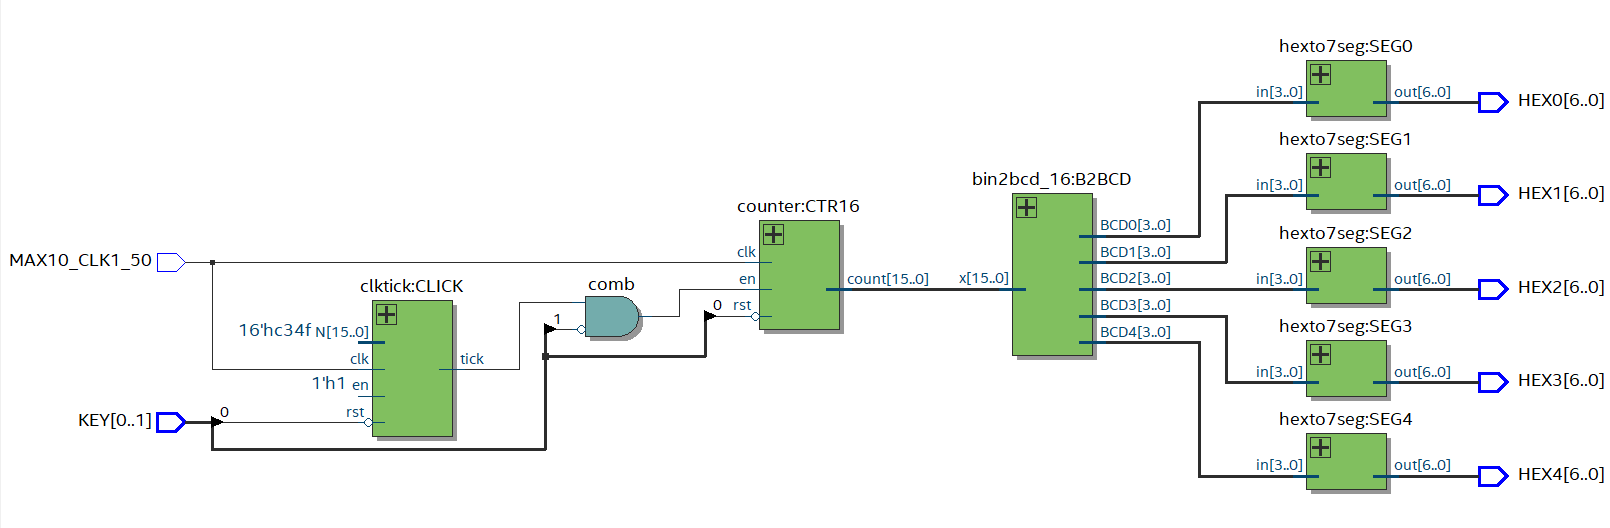 MAX10_CLK1_50
KEY[0..1]
0
clktick:CLICK
16'hc34f N[15..0]
clk
1'h1 en
rst
tick
comb
1
counter:CTR16
clk
en
0 rst
count[15..0]
bin2bcd_16:B2BCD
x[15..0]
BCD0[3..0]
BCD1[3..0]
BCD2[3..0]
BCD3[3..0]
BCD4[3..0]
hexto7seg:SEG0
in[3..0] out[6..0] HEX0[6..0]
hexto7seg:SEG1
in[3..0] out[6..0] HEX1[6..0]
hexto7seg:SEG2
in[3..0] out[6..0] HEX2[6..0]
hexto7seg:SEG3
in[3..0] out[6..0] HEX3[6..0]
hexto7seg:SEG4
in[3..0] out[6..0] HEX4[6..0]